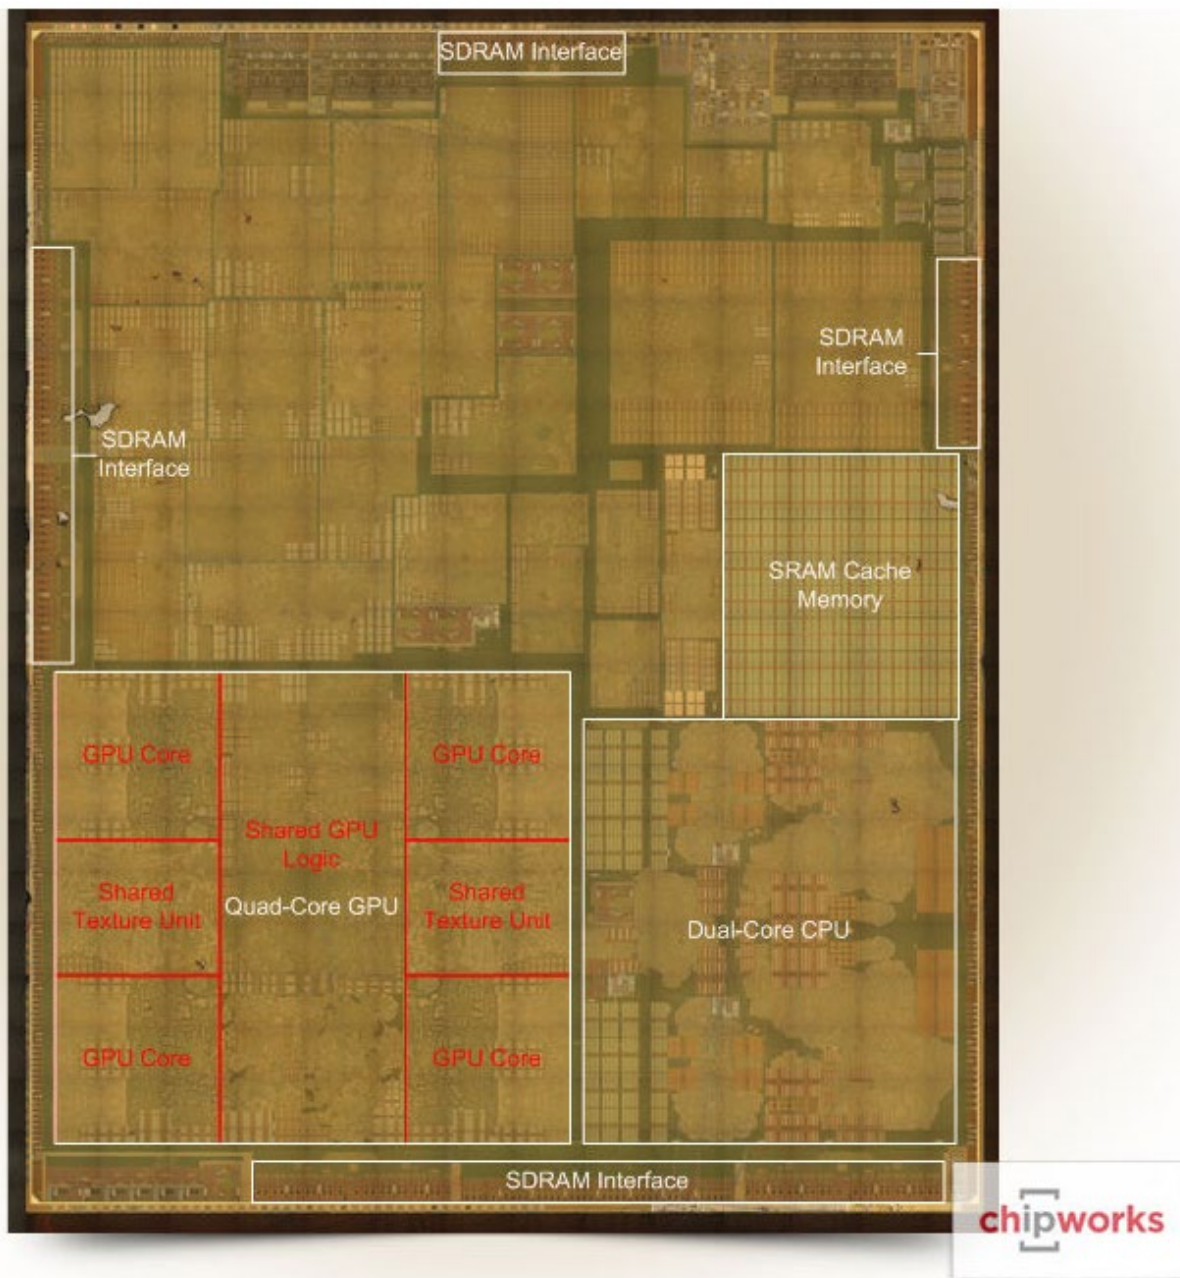 SDRAM Interface
SDRAM
Interface
SDRAM
Interface
SRAM Cache
Memory
GPU Core
GPU Core
Shared GPU
Logic
Shared
Texture Unit
Quad-Core GPU
Shared
Texture Unit
Dual-Core CPU
GPU Core
GPU Core
SDRAM Interface
chipworks